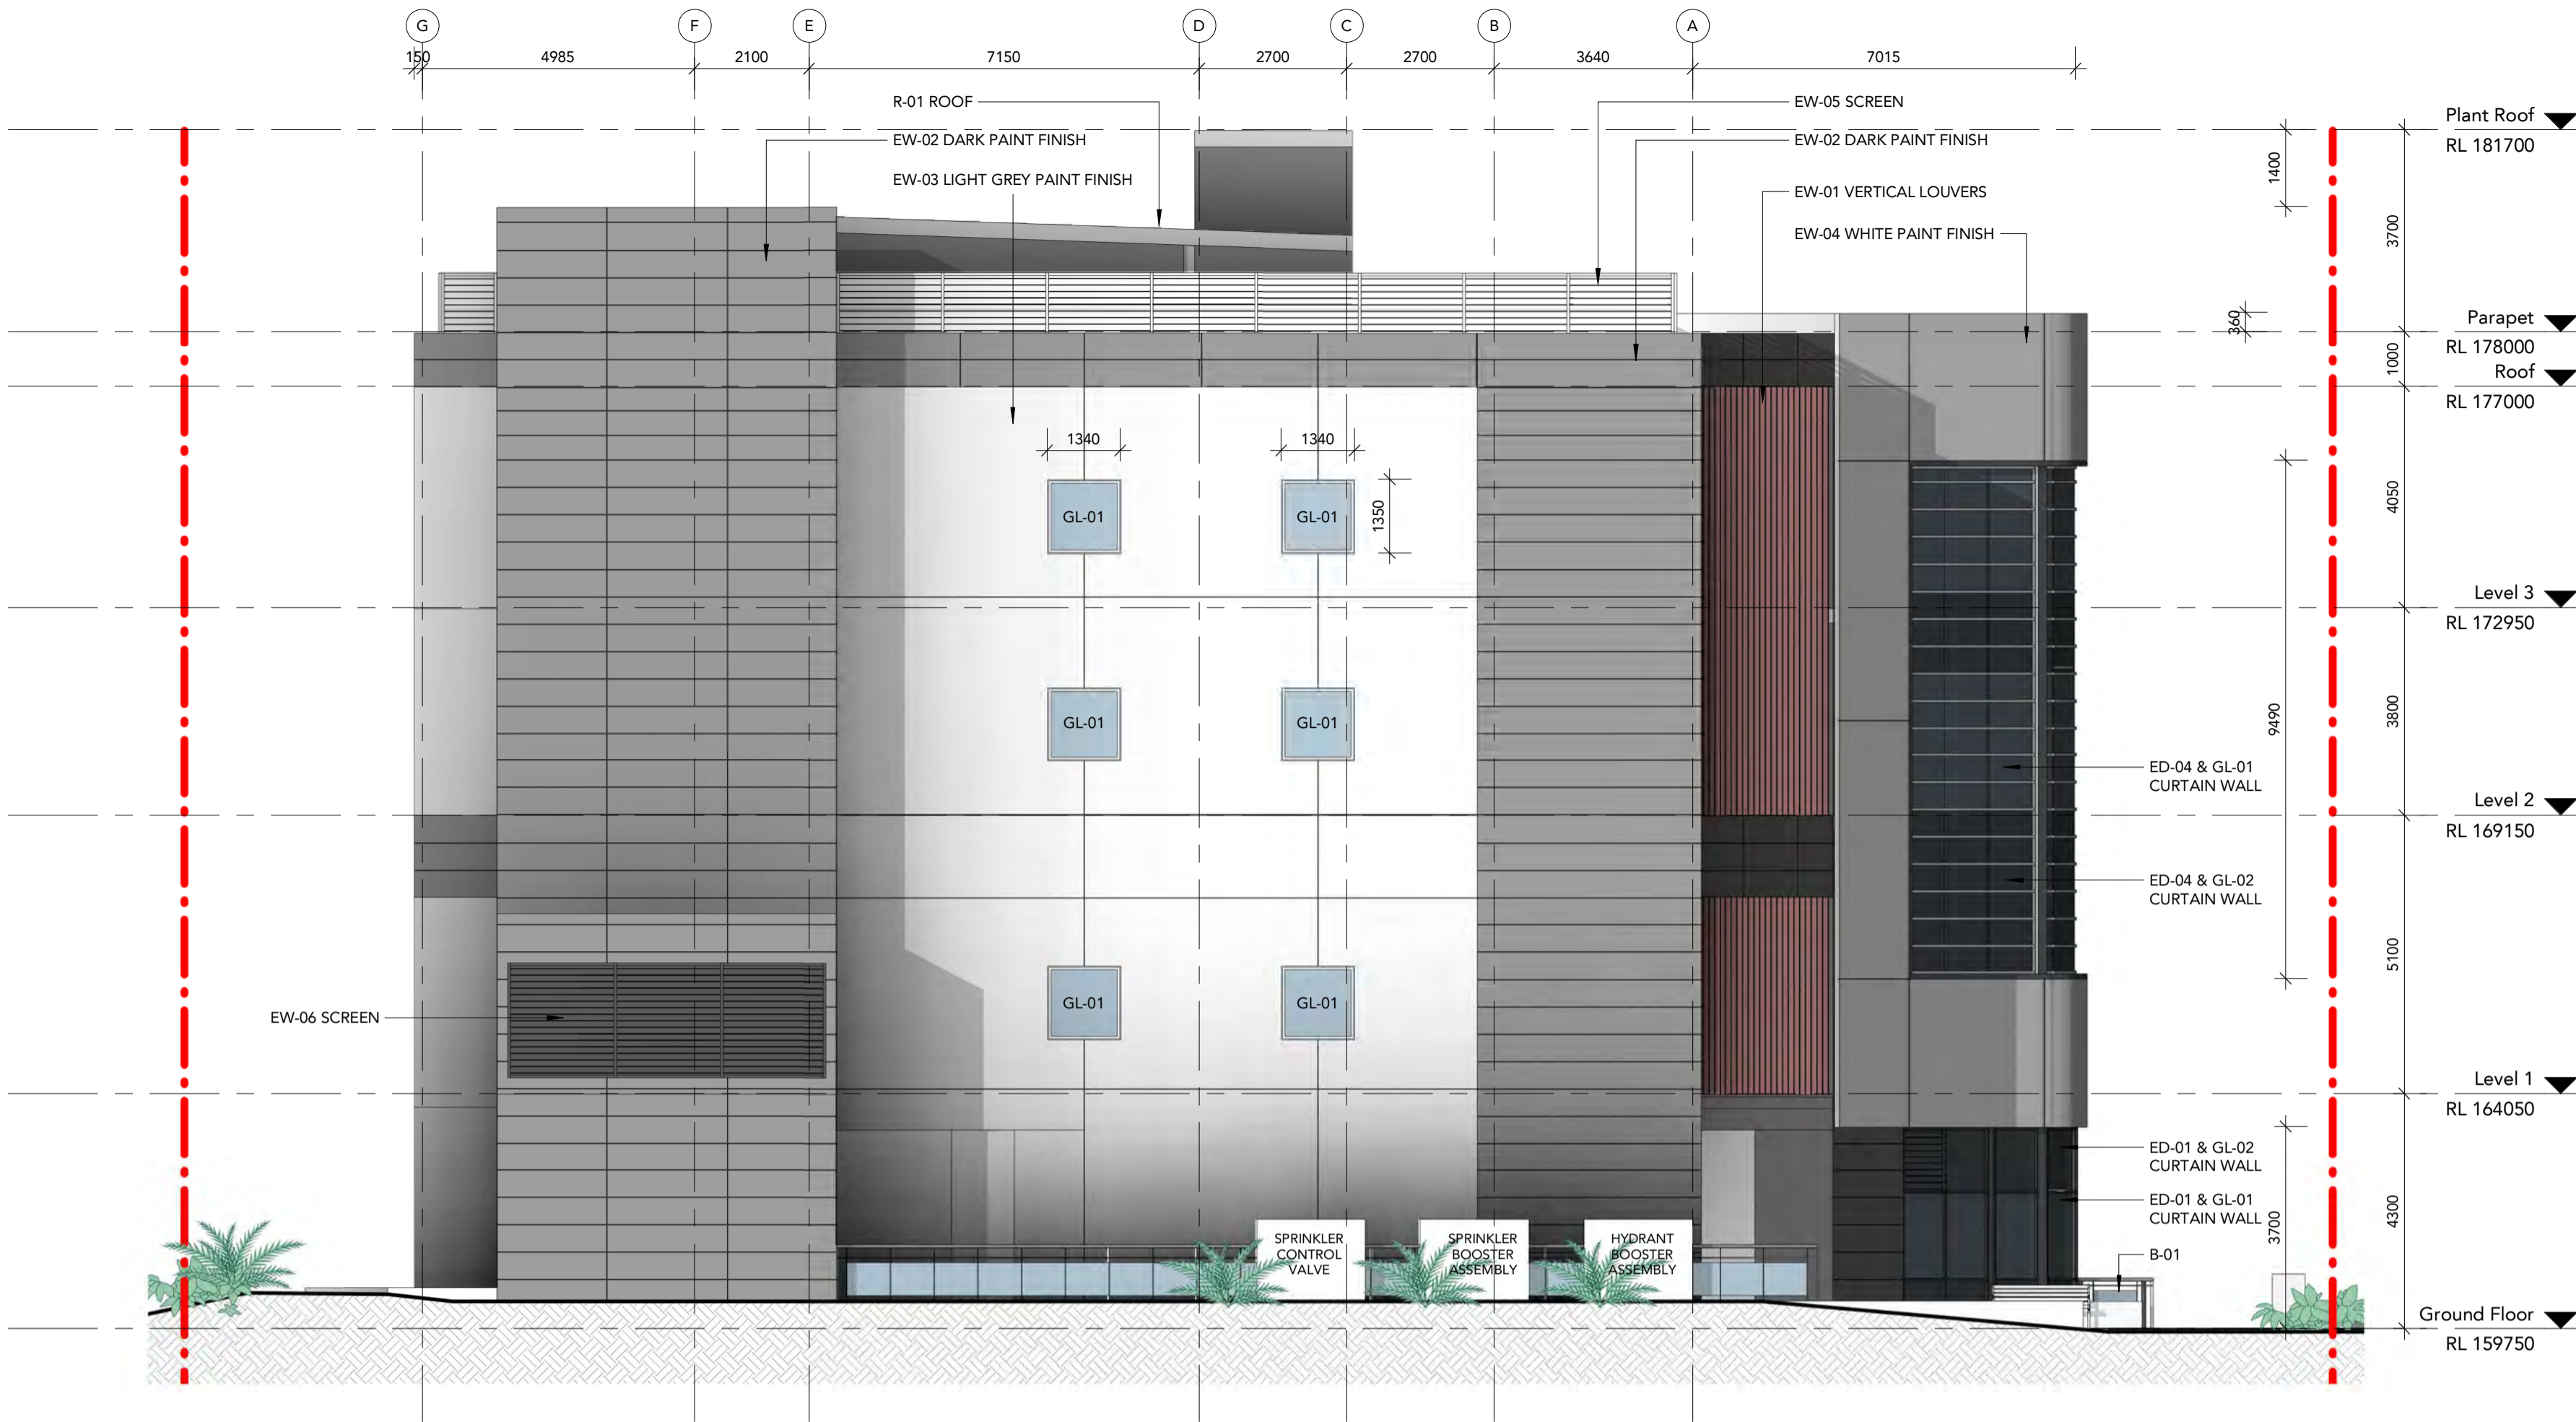 G F E D C B A
150 4985 2100 7150 2700 2700 3640 7015
R-01 ROOF
EW-05 SCREEN
EW-02 DARK PAINT FINISH
EW-02 DARK PAINT FINISH
EW-03 LIGHT GREY PAINT FINISH
EW-01 VERTICAL LOUVERS
EW-04 WHITE PAINT FINISH
Plant Roof
RL 181700
1400
3700
360
Parapet
RL 178000
1000
Roof
RL 177000
1340
1340
1350
GL-01
GL-01
4050
Level 3
RL 172950
GL-01
GL-01
9490
3800
ED-04 & GL-01
CURTAIN WALL
Level 2
RL 169150
ED-04 & GL-02
CURTAIN WALL
5100
GL-01
GL-01
EW-06 SCREEN
Level 1
RL 164050
ED-01 & GL-02
CURTAIN WALL
ED-01 & GL-01
CURTAIN WALL
3700
4300
SPRINKLER
CONTROL
VALVE
SPRINKLER
BOOSTER
ASSEMBLY
HYDRANT
BOOSTER
ASSEMBLY
B-01
Ground Floor
RL 159750